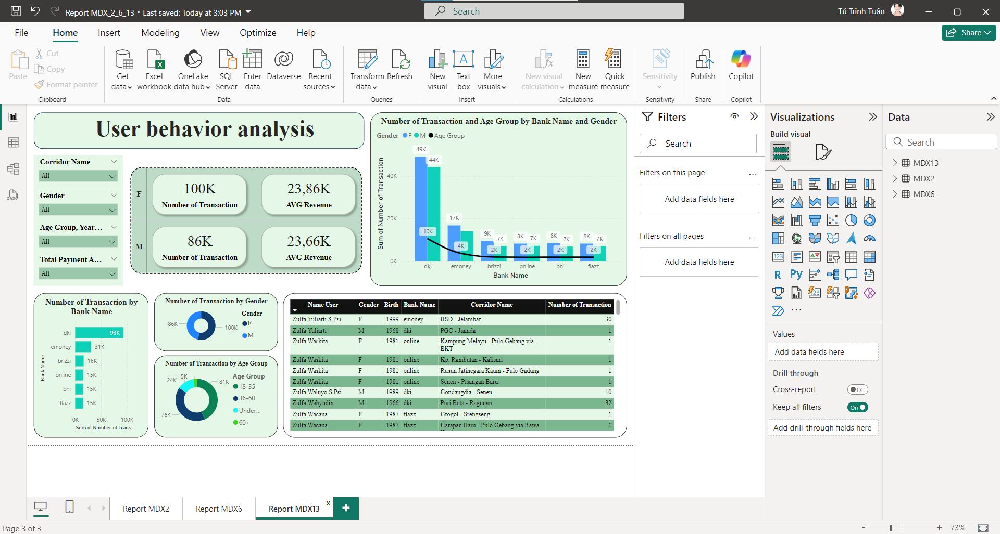 Report MDX_2_6_13 • Last saved: Today at 3:03 PM
Search
Tú Trịnh Tuấn
File
Home
Insert
Modeling
View
Optimize
Help
Share
Paste
Cut
Copy
Format painter
Clipboard
Get data
Excel workbook
OneLake data hub
SQL Server
Enter data
Dataverse
Recent sources
Data
Transform data
Refresh
Queries
New visual
Text box
More visuals
Insert
New visual calculation
New measure
Quick measure
Calculations
Sensitivity
Sensitivity
Publish
Share
Copilot
Copilot
DAX
User behavior analysis
Corridor Name
All
Gender
All
Age Group, Year...
All
Total Payment A...
All
F
100K
Number of Transaction
23,86K
AVG Revenue
M
86K
Number of Transaction
23,66K
AVG Revenue
Number of Transaction and Age Group by Bank Name and Gender
Gender F M Age Group
Sum of Number of Transaction
40K
20K
0K
49K
44K
10K
17K
4K
9K
7K
2K
8K
7K
2K
8K
7K
2K
8K
7K
2K
dki emoney brizzi online bni flazz
Bank Name
Number of Transaction by
Bank Name
Bank Name
dki 93K
emoney 31K
brizzi 16K
online 15K
bni 15K
flazz 15K
0K 50K 100K
Sum of Number of Trans...
Number of Transaction by Gender
86K
100K
Gender
F
M
Number of Transaction by Age Group
5K
24K
81K
76K
Age Group
18-35
36-60
Under...
60+
Name User Gender Birth Bank Name Corridor Name Number of Transaction
Zulfa Yuliarti S.Psi F 1999 emoney BSD - Jelambar 30
Zulfa Yuliarti M 1968 dki PGC - Juanda 1
Zulfa Waskita F 1981 online Kampung Melayu - Pulo Gebang via 1
BKT
Zulfa Waskita F 1981 online Kp. Rambutan - Kalisari 1
Zulfa Waskita F 1981 online Rusun Jatinegara Kaum - Pulo Gadung 1
Zulfa Waskita F 1981 online Senen - Pisangan Baru 1
Zulfa Waluyo S.Psi M 1989 dki Gondangdia - Senen 10
Zulfa Wahyudin M 1966 dki Puri Beta - Ragunan 32
Zulfa Wacana F 1987 flazz Grogol - Srengseng 1
Zulfa Wacana F 1987 flazz Harapan Baru - Pulo Gebang via Rawa 1
Filters
Search
Filters on this page
...
Add data fields here
Filters on all pages
...
Add data fields here
Visualizations
Build visual
123
R
Py
123
...
Values
Add data fields here
Drill through
Cross-report
Off
Keep all filters
On
Add drill-through fields here
Data
Search
MDX13
MDX2
MDX6
Report MDX2
Report MDX6
Report MDX13
x
+
Page 3 of 3
- + 73%